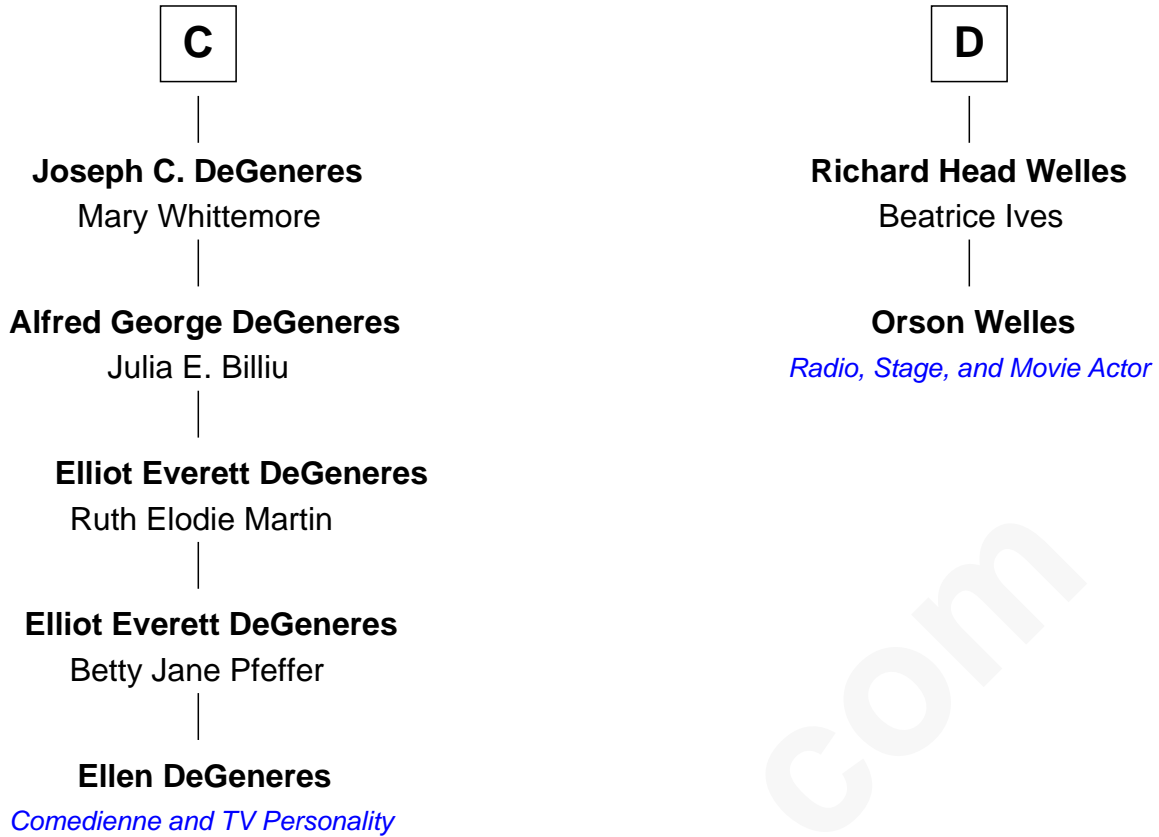 C
Joseph C. DeGeneres
Mary Whittemore
Alfred George DeGeneres
Julia E. Billiu
Elliot Everett DeGeneres
Ruth Elodie Martin
Elliot Everett DeGeneres
Betty Jane Pfeffer
Ellen DeGeneres
Comedienne and TV Personality
D
Richard Head Welles
Beatrice Ives
Orson Welles
Radio, Stage, and Movie Actor
com